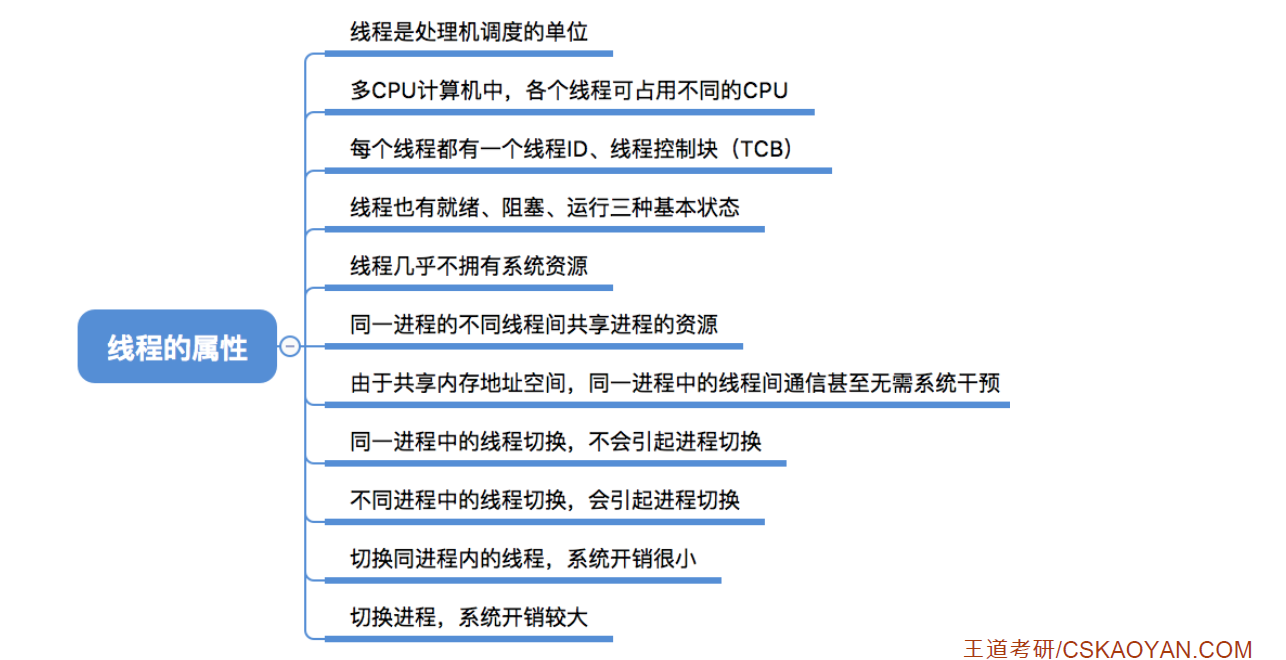 线程是处理机调度的单位
多CPU计算机中，各个线程可占用不同的CPU
每个线程都有一个线程ID、线程控制块（TCB）
线程也有就绪、阻塞、运行三种基本状态
线程几乎不拥有系统资源
同一进程的不同线程间共享进程的资源
线程的属性
由于共享内存地址空间，同一进程中的线程间通信甚至无需系统干预
同一进程中的线程切换，不会引起进程切换
不同进程中的线程切换，会引起进程切换
切换同进程内的线程，系统开销很小
切换进程，系统开销较大
王道考研/CSKAOYAN.COM